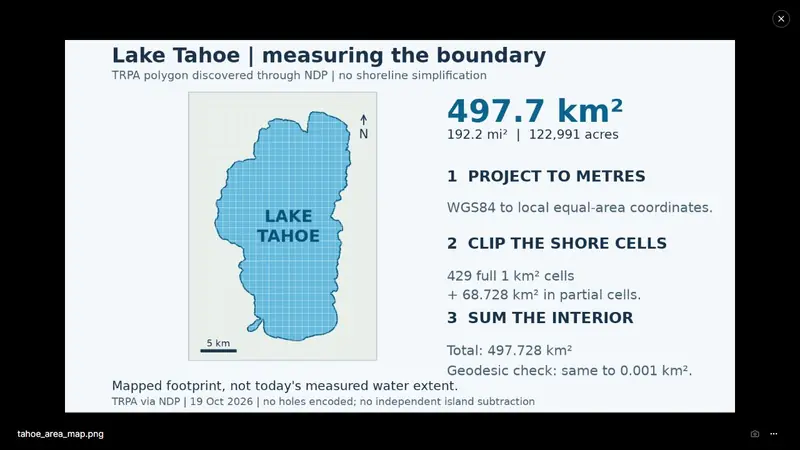 Lake Tahoe | measuring the boundary
TRPA polygon discovered through NDP | no shoreline simplification
N
LAKE
TAHOE
5 km
497.7 km²
192.2 mi² | 122,991 acres
1 PROJECT TO METRES
WGS84 to local equal-area coordinates.
2 CLIP THE SHORE CELLS
429 full 1 km² cells
+ 68.728 km² in partial cells.
3 SUM THE INTERIOR
Total: 497.728 km²
Geodesic check: same to 0.001 km².
Mapped footprint, not today's measured water extent.
TRPA via NDP | 19 Oct 2026 | no holes encoded; no independent island subtraction
tahoe_area_map.png